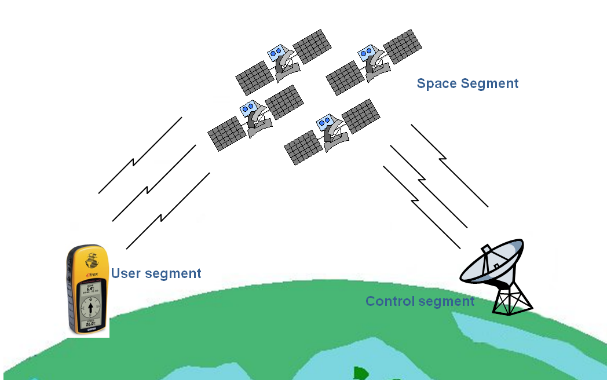 Space Segment
User segment
Control segment